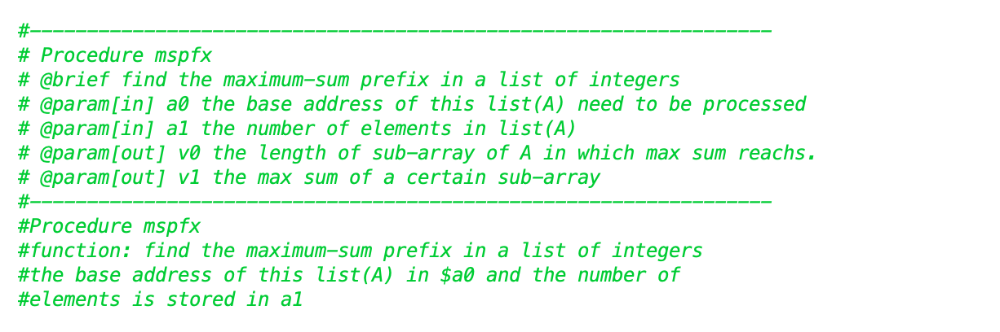 #-----------------------------------------------------------------
# Procedure mspfx
# @brief find the maximum-sum prefix in a list of integers
# @param[in] a0 the base address of this list(A) need to be processed
# @param[in] a1 the number of elements in list(A)
# @param[out] v0 the length of sub-array of A in which max sum reachs.
# @param[out] v1 the max sum of a certain sub-array
#-----------------------------------------------------------------
#Procedure mspfx
#function: find the maximum-sum prefix in a list of integers
#the base address of this list(A) in $a0 and the number of
#elements is stored in a1